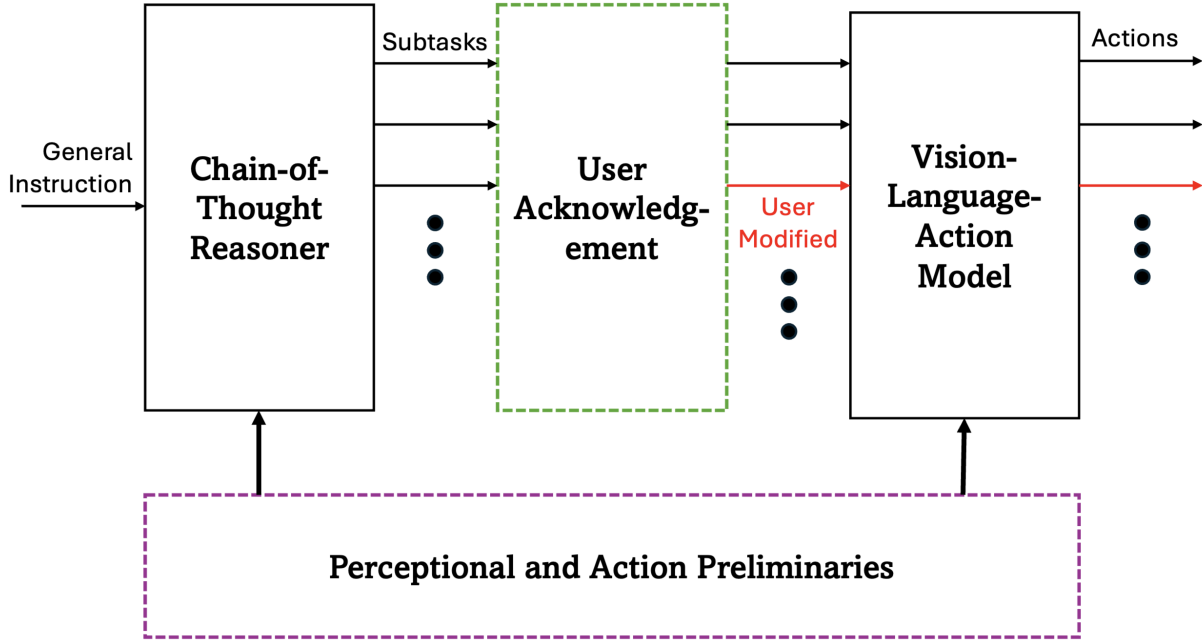 General
Instruction
Chain-of-
Thought
Reasoner
Subtasks
User
Acknowledg-
ement
User
Modified
Vision-
Language-
Action
Model
Actions
Perceptional and Action Preliminaries